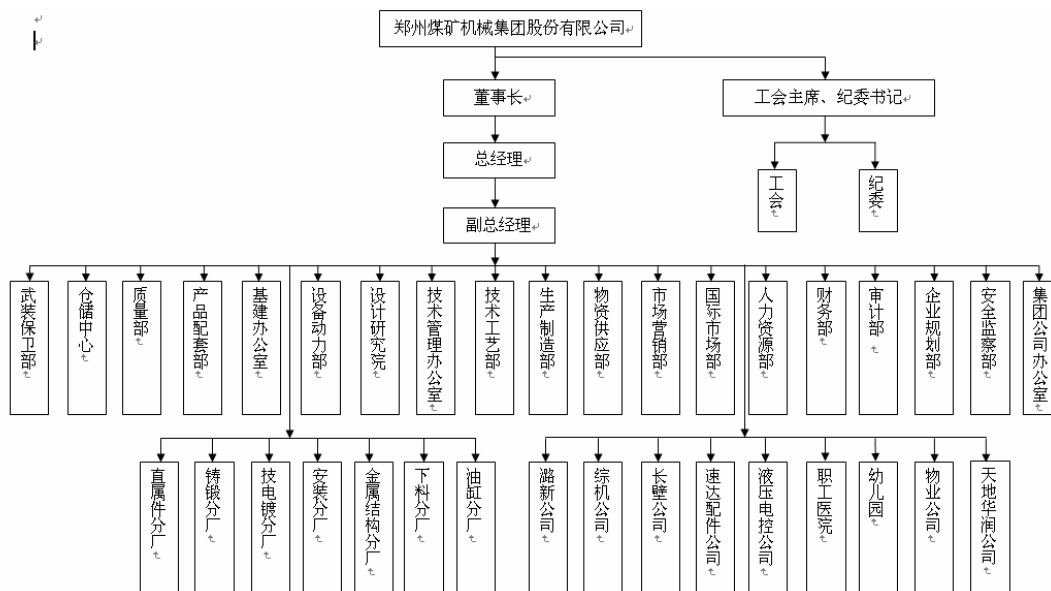 郑州煤矿机械集团股份有限公司
董事长
工会主席、纪委书记
总经理
工会
纪委
副总经理
武装保卫部
仓储中心
质量部
产品配套部
基建办公室
设备动力部
设计研究院
技术管理办公室
技术工艺部
生产制造部
物资供应部
市场营销部
国际市场部
人力资源部
财务部
审计部
企业规划部
安全监察部
集团公司办公室
直属件分厂
铸锻分厂
技电镀分厂
安装分厂
金属结构分厂
下料分厂
油缸分厂
潞新公司
综机公司
长壁公司
速达配件公司
液压电控公司
职工医院
幼儿园
物业公司
天地华润公司